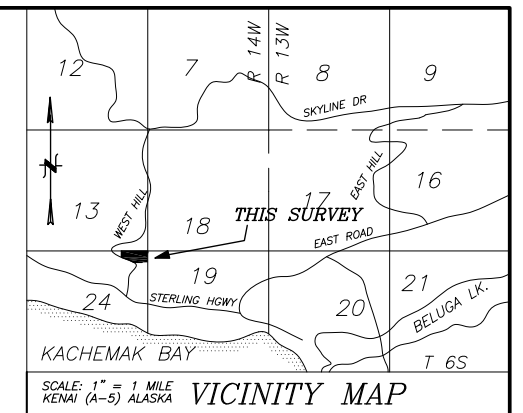 R 14W R 13W
12 7 8 9
SKYLINE DR
WEST HILL
EAST HILL
13 18 17 16
THIS SURVEY
EAST ROAD
24 19 20 21
STERLING HGWY
BELUGA LK.
KACHEMAK BAY
T 6S
SCALE: 1" = 1 MILE
KENAI (A-5) ALASKA
VICINITY MAP
N